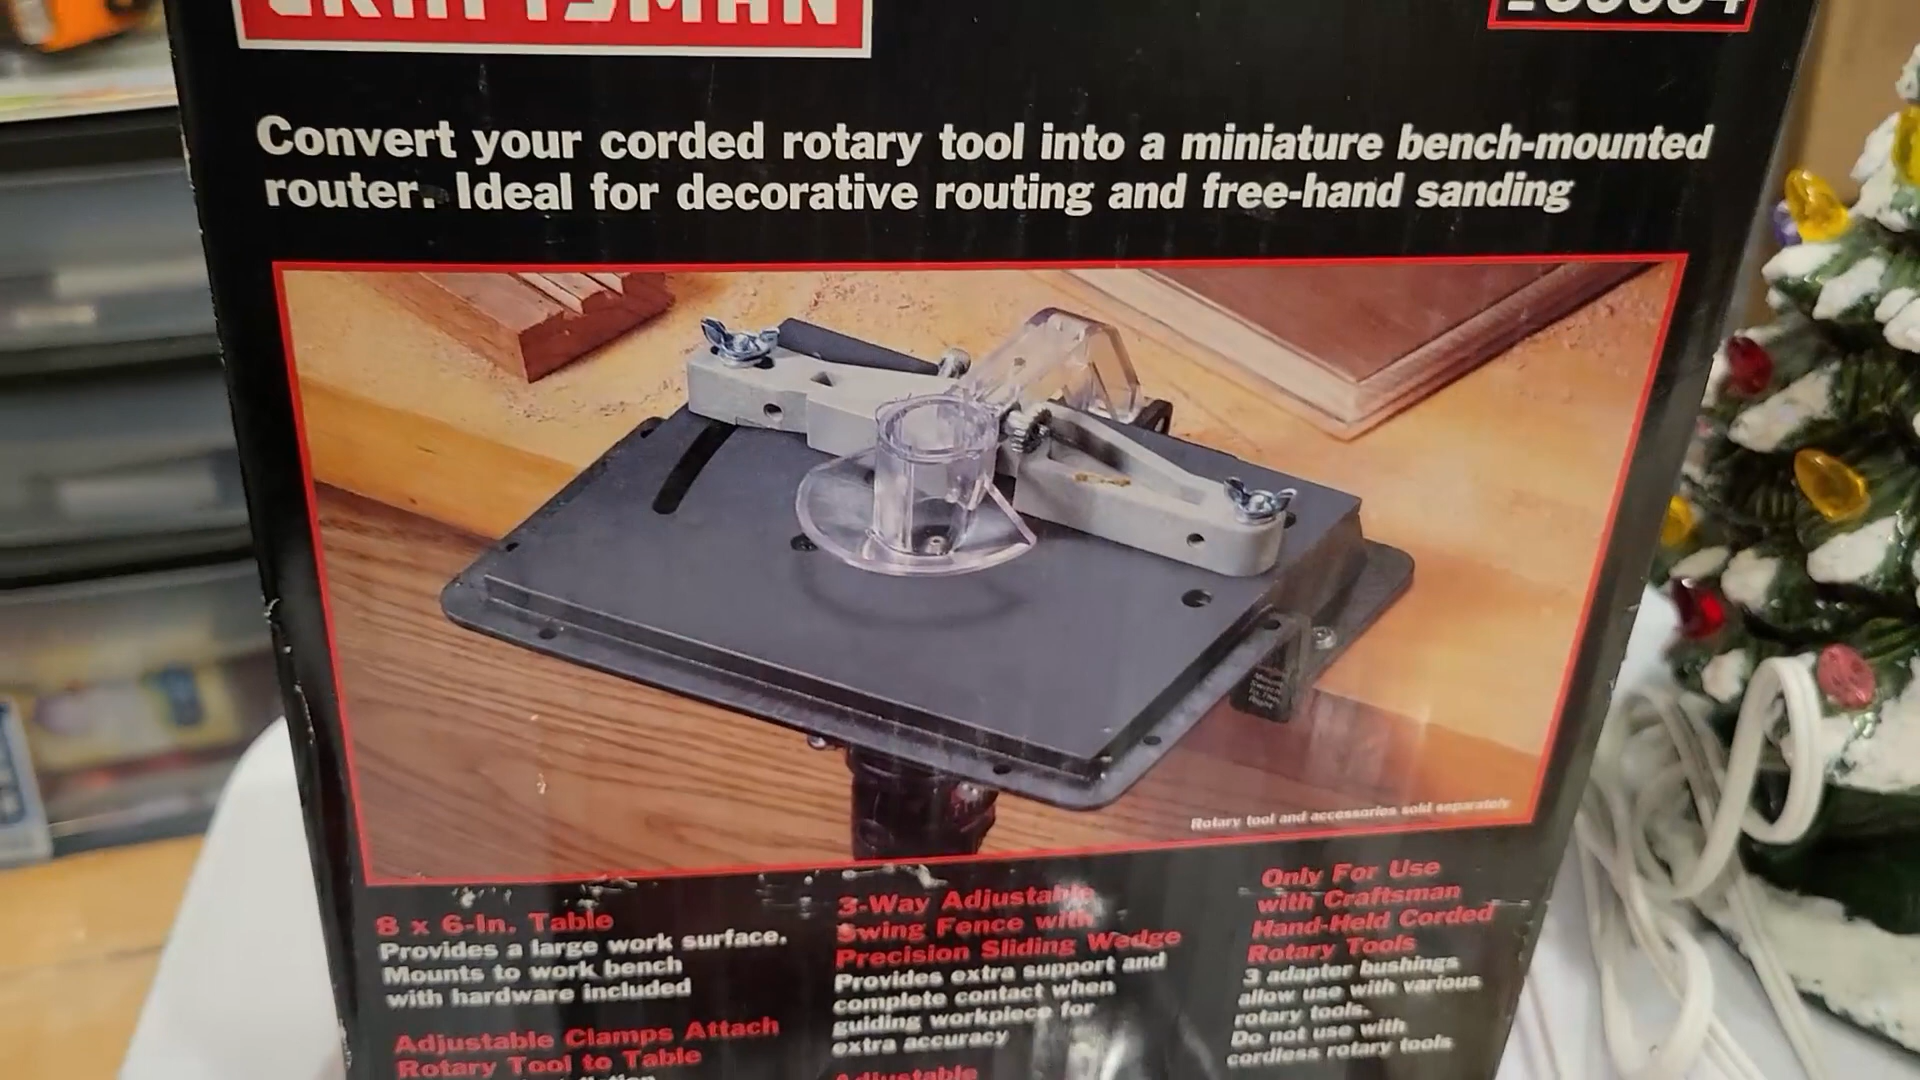 CRAFTSMAN
Convert your corded rotary tool into a miniature bench-mounted
router. Ideal for decorative routing and free-hand sanding
Rotary tool and accessories sold separately
8 x 6-In. Table
Provides a large work surface.
Mounts to work bench
with hardware included
Adjustable Clamps Attach
Rotary Tool to Table
3-Way Adjustable
Swing Fence with
Precision Sliding Wedge
Provides extra support and
complete contact when
guiding workpiece for
extra accuracy
Adjustable
Only For Use
with Craftsman
Hand-Held Corded
Rotary Tools
3 adapter bushings
allow use with various
rotary tools.
Do not use with
cordless rotary tools